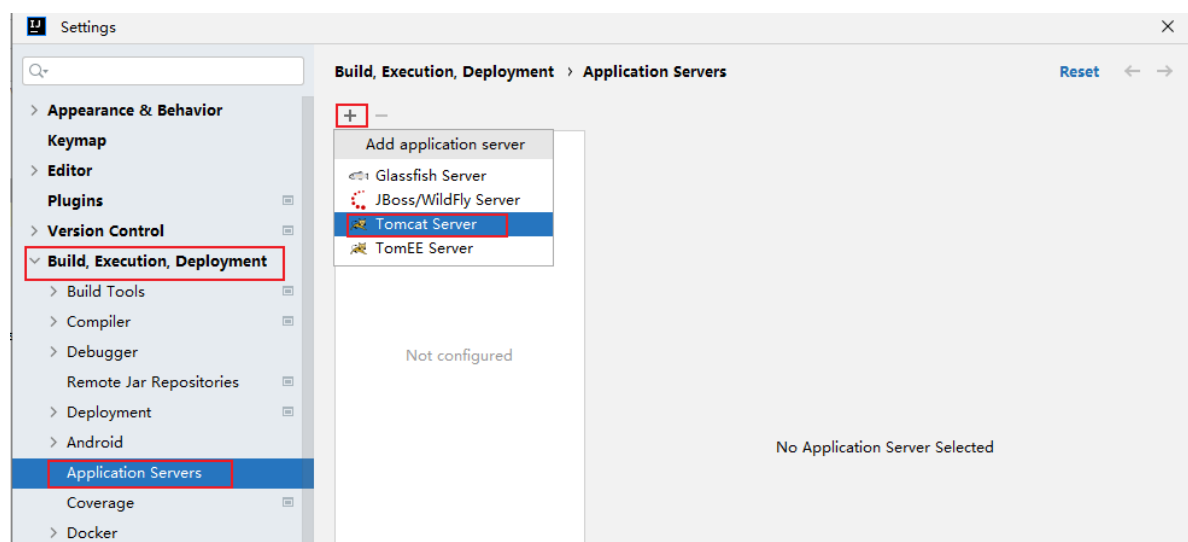 Settings
Build, Execution, Deployment > Application Servers
Reset
Appearance & Behavior
Keymap
Editor
Plugins
Version Control
Build, Execution, Deployment
Build Tools
Compiler
Debugger
Remote Jar Repositories
Deployment
Android
Application Servers
Coverage
Docker
Add application server
Glassfish Server
JBoss/WildFly Server
Tomcat Server
TomEE Server
Not configured
No Application Server Selected